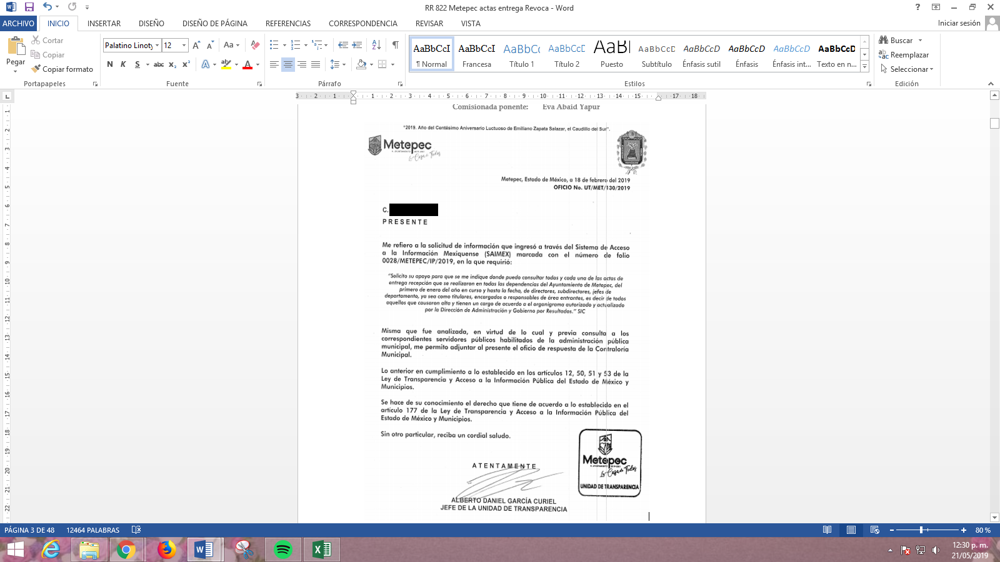 RR 822 Metepec actas entrega Revoca - Word
ARCHIVO INICIO INSERTAR DISEÑO DISEÑO DE PÁGINA REFERENCIAS CORRESPONDENCIA REVISAR VISTA Iniciar sesión
Pegar
Cortar
Copiar
Copiar formato
Portapapeles
Palatino Linoty 12
Fuente
Párrafo
AaBbCcI AaBbCcI AaBbCc AaBbCcD AaB AaBbCcD AaBbCcD AaBbCcD AaBbCcD AaBbCcD
¶ Normal Francesa Título 1 Título 2 Puesto Subtítulo Énfasis sutil Énfasis Énfasis int... Texto en n...
Estilos
Buscar
Reemplazar
Seleccionar
Edición
3 2 1 1 2 3 4 5 6 7 8 9 10 11 12 13 14 15 17 18
Comisionada ponente: Eva Abaid Yapur
"2019. Año del Centésimo Aniversario Luctuoso de Emiliano Zapata Salazar, el Caudillo del Sur".
Metepec
La Casa de Todos
Metepec, Estado de México, a 18 de febrero del 2019
OFICIO No. UT/MET/130/2019
C.
PRESENTE
Me refiero a la solicitud de información que ingresó a través del Sistema de Acceso
a la Información Mexiquense (SAIMEX) marcada con el número de folio
0028/METEPEC/IP/2019, en la que requirió:
"Solicito su apoyo para que se me indique donde puedo consultar todas y cada una de las actas de
entrega recepción que se realizaron en todas las dependencias del Ayuntamiento de Metepec, del
primero de enero del año en curso y hasta la fecha, de directores, subdirectores, jefes de
departamento, ya sea como titulares, encargados o responsables de área entrantes, es decir de todos
aquellos que causaron alta y tienen un cargo de acuerdo a el organigrama autorizado y actualizado
por la Dirección de Administración y Gobierno por Resultados." SIC
Misma que fue analizada, en virtud de lo cual y previa consulta a los
correspondientes servidores públicos habilitados de la administración pública
municipal, me permito adjuntar al presente el oficio de respuesta de la Contraloría
Municipal.
Lo anterior en cumplimiento a lo establecido en los artículos 12, 50, 51 y 53 de la
Ley de Transparencia y Acceso a la Información Pública del Estado de México y
Municipios.
Se hace de su conocimiento el derecho que tiene de acuerdo a lo establecido en el
artículo 177 de la Ley de Transparencia y Acceso a la Información Pública del
Estado de México y Municipios.
Sin otro particular, reciba un cordial saludo.
Metepec
La Casa de Todos
UNIDAD DE TRANSPARENCIA
ATENTAMENTE
ALBERTO DANIEL GARCÍA CURIEL
JEFE DE LA UNIDAD DE TRANSPARENCIA
PÁGINA 3 DE 48 12464 PALABRAS 80 %
12:30 p. m.
21/05/2019